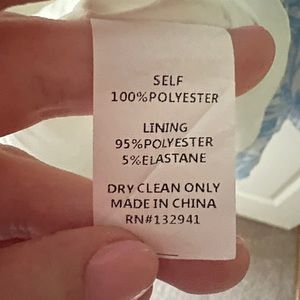 SELF
100%POLYESTER
LINING
95%POLYESTER
5%ELASTANE
DRY CLEAN ONLY
MADE IN CHINA
RN#132941